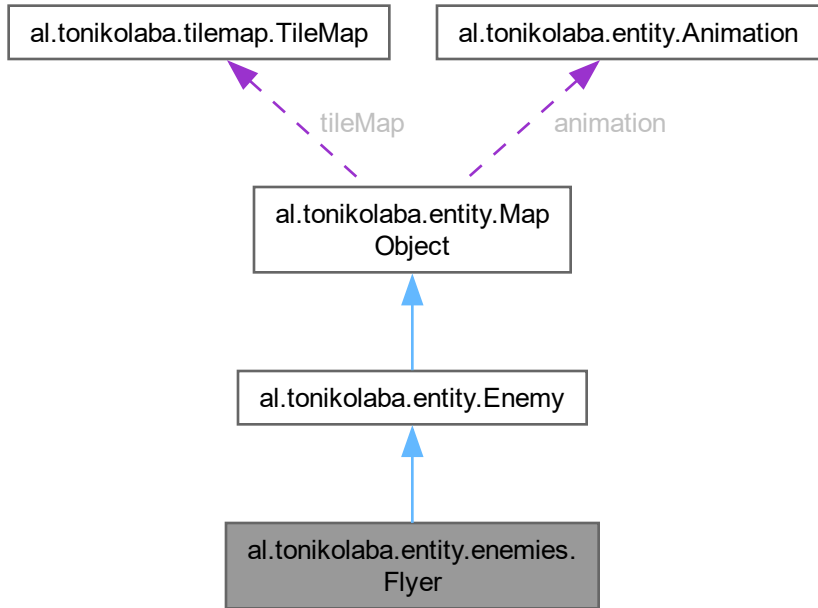 al.tonikolaba.tilemap.TileMap
al.tonikolaba.entity.Animation
tileMap
animation
al.tonikolaba.entity.Map
Object
al.tonikolaba.entity.Enemy
al.tonikolaba.entity.enemies.
Flyer